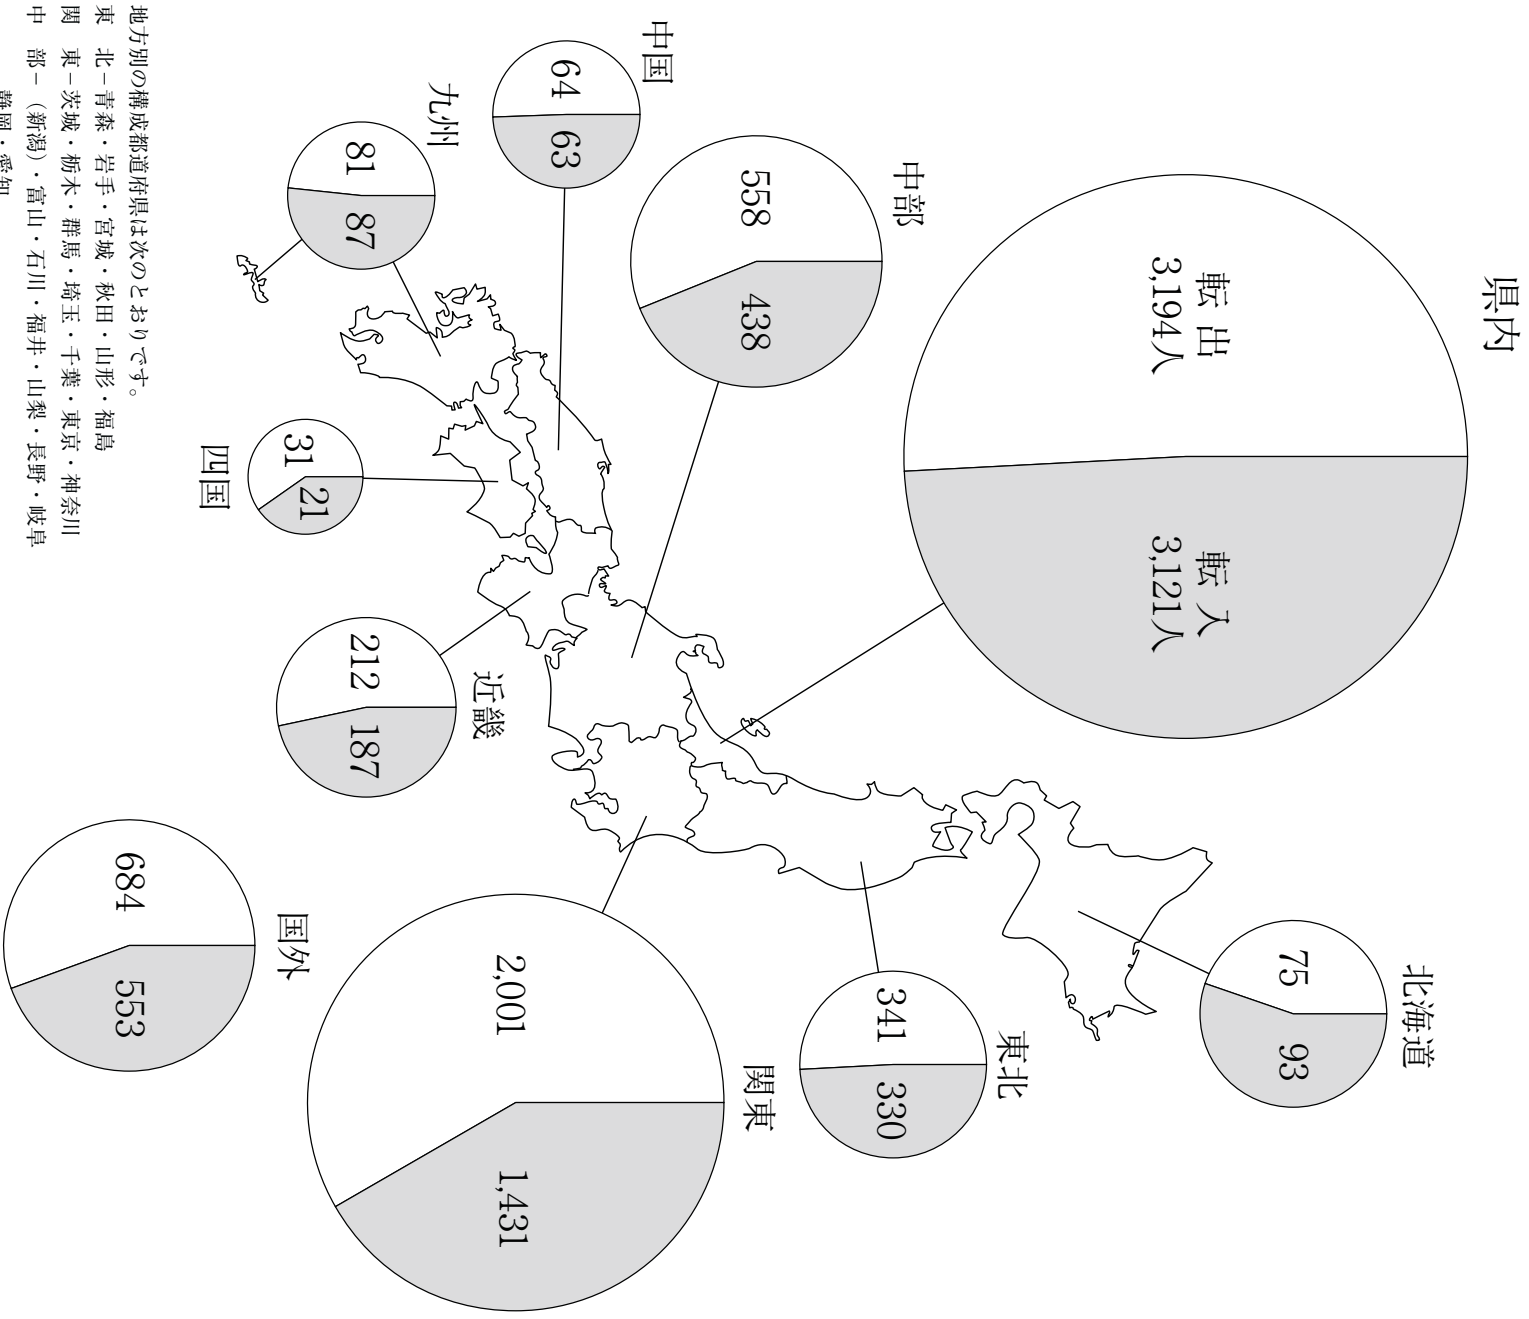 県内
転 出
3,194人
転 入
3,121人
北海道
75
93
東北
341
330
中部
558
438
中国
64
63
九州
81
87
四国
31
21
近畿
212
187
関東
2,001
1,431
国外
684
553
地方別の構成都道府県は次のとおりです。
東　北－青森・岩手・宮城・秋田・山形・福島
関　東－茨城・栃木・群馬・埼玉・千葉・東京・神奈川
中　部－（新潟）・富山・石川・福井・山梨・長野・岐阜
静岡・愛知